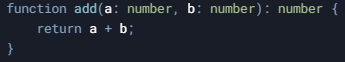 function add(a: number, b: number): number {
    return a + b;
}